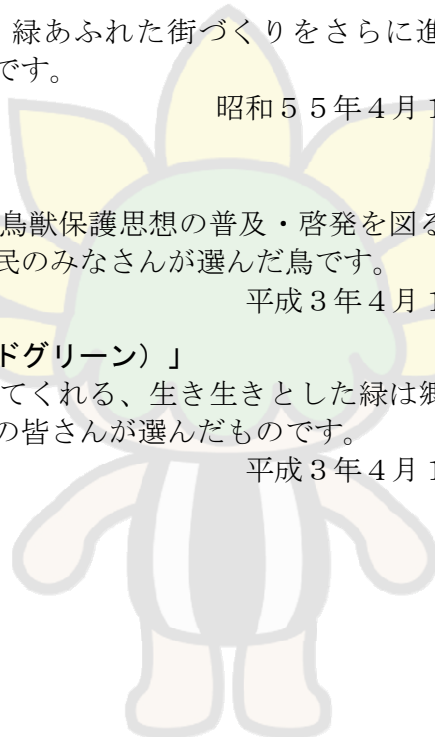 緑あふれた街づくりをさらに進
です。
昭和５５年４月１
鳥獣保護思想の普及・啓発を図る
民のみなさんが選んだ鳥です。
平成３年４月１
ドグリーン）」
てくれる、生き生きとした緑は郷
の皆さんが選んだものです。
平成３年４月１